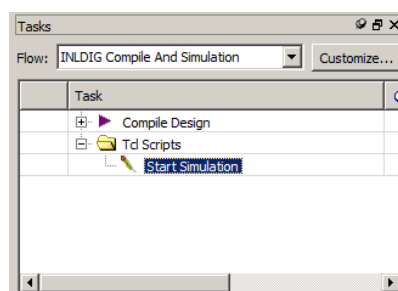 Tasks
Flow: INLDIG Compile And Simulation Customize...
Task
Compile Design
Tcl Scripts
Start Simulation